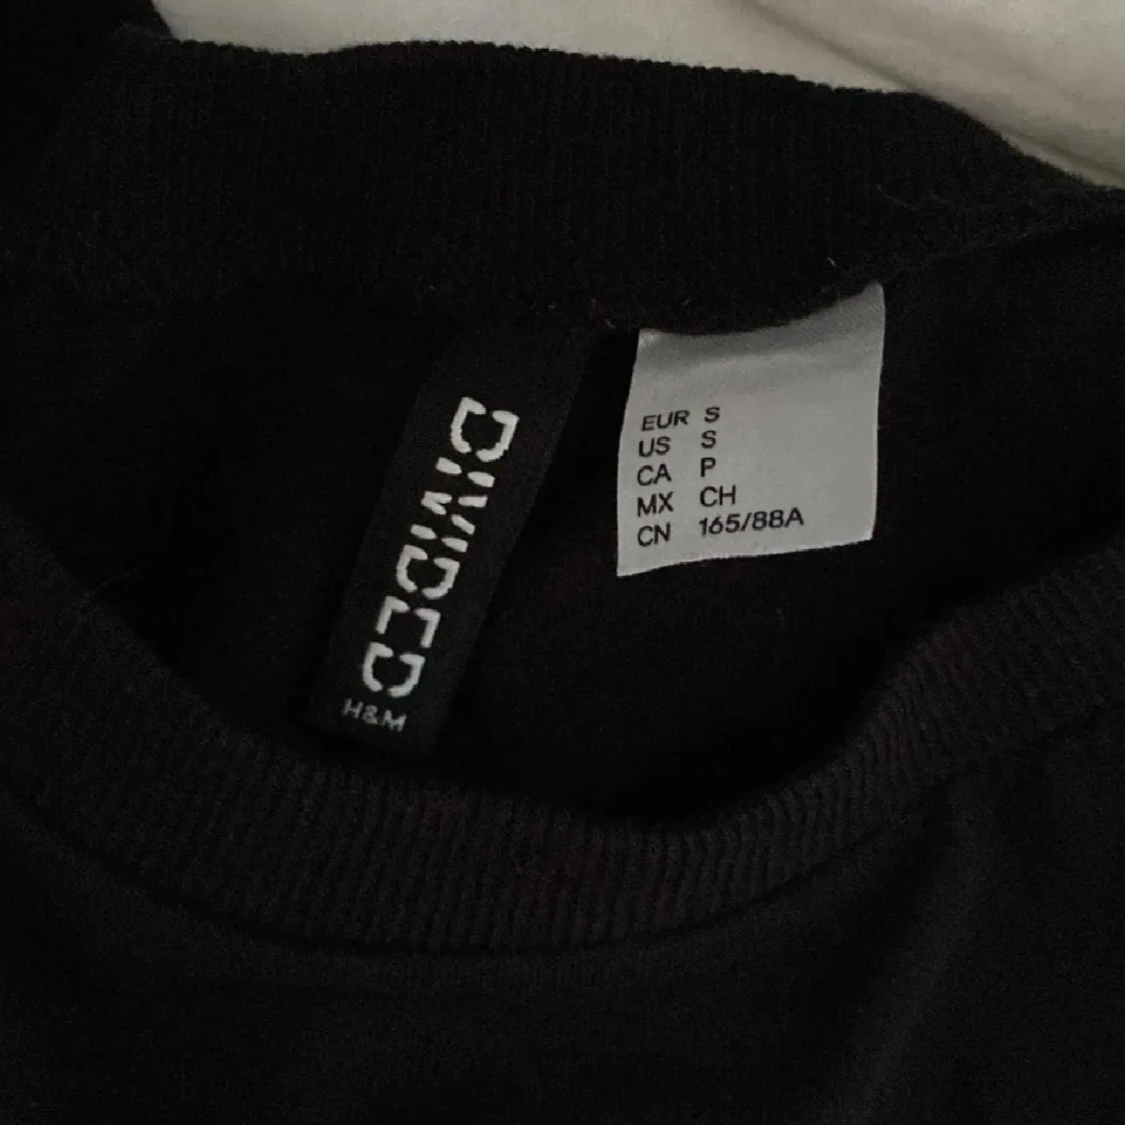 DIVIDED
H&M
EUR S
US S
CA P
MX CH
CN 165/88A